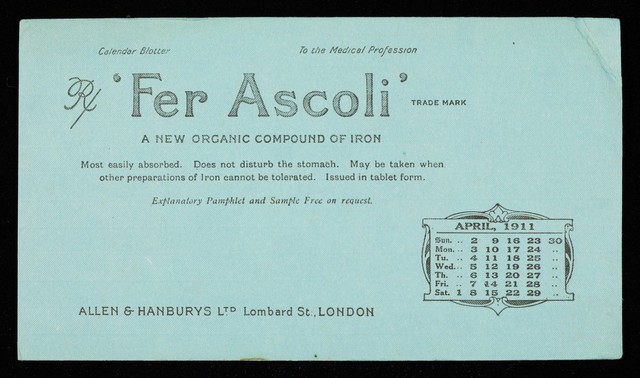 Calendar Blotter To the Medical Profession
℞ 'Fer Ascoli' TRADE MARK
A NEW ORGANIC COMPOUND OF IRON
Most easily absorbed. Does not disturb the stomach. May be taken when
other preparations of Iron cannot be tolerated. Issued in tablet form.
Explanatory Pamphlet and Sample Free on request.
APRIL, 1911
Sun. .. 2 9 16 23 30
Mon. .. 3 10 17 24 ..
Tu. .. 4 11 18 25 ..
Wed. .. 5 12 19 26 ..
Th. .. 6 13 20 27 ..
Fri. .. 7 14 21 28 ..
Sat. 1 8 15 22 29 ..
ALLEN & HANBURYS LTD Lombard St., LONDON